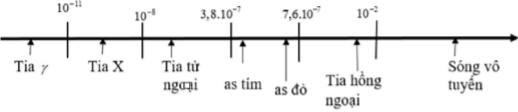 10⁻¹¹ 10⁻⁸ 3,8.10⁻⁷ 7,6.10⁻⁷ 10⁻²
Tia γ Tia X Tia tử ngoại as tím as đỏ Tia hồng ngoại Sóng vô tuyến